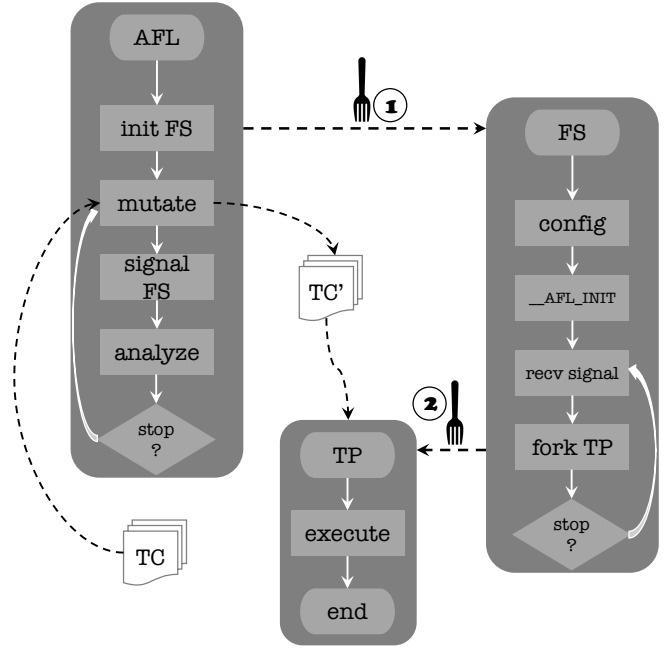 AFL
init FS
mutate
signal
FS
analyze
stop
?
TC
1
TC'
2
TP
execute
end
FS
config
__AFL_INIT
recv signal
fork TP
stop
?